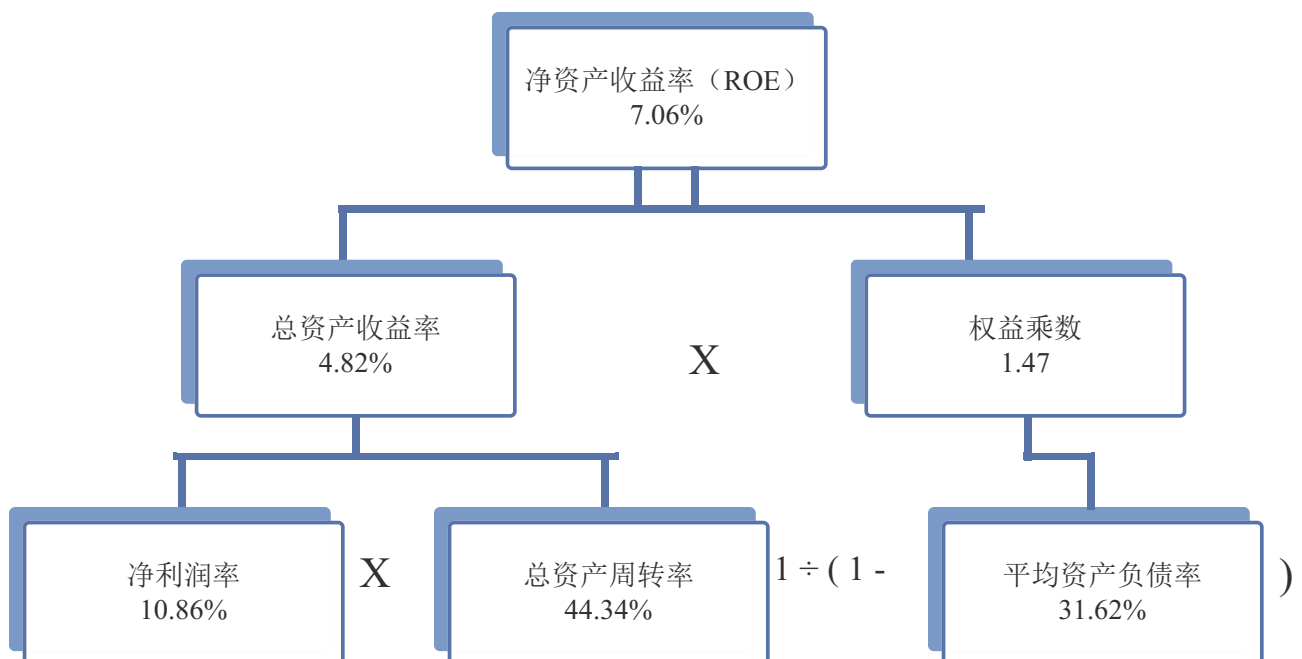 净资产收益率（ROE）
7.06%
总资产收益率
4.82%
X
权益乘数
1.47
净利润率
10.86%
X
总资产周转率
44.34%
1 ÷ ( 1 -
平均资产负债率
31.62%
)